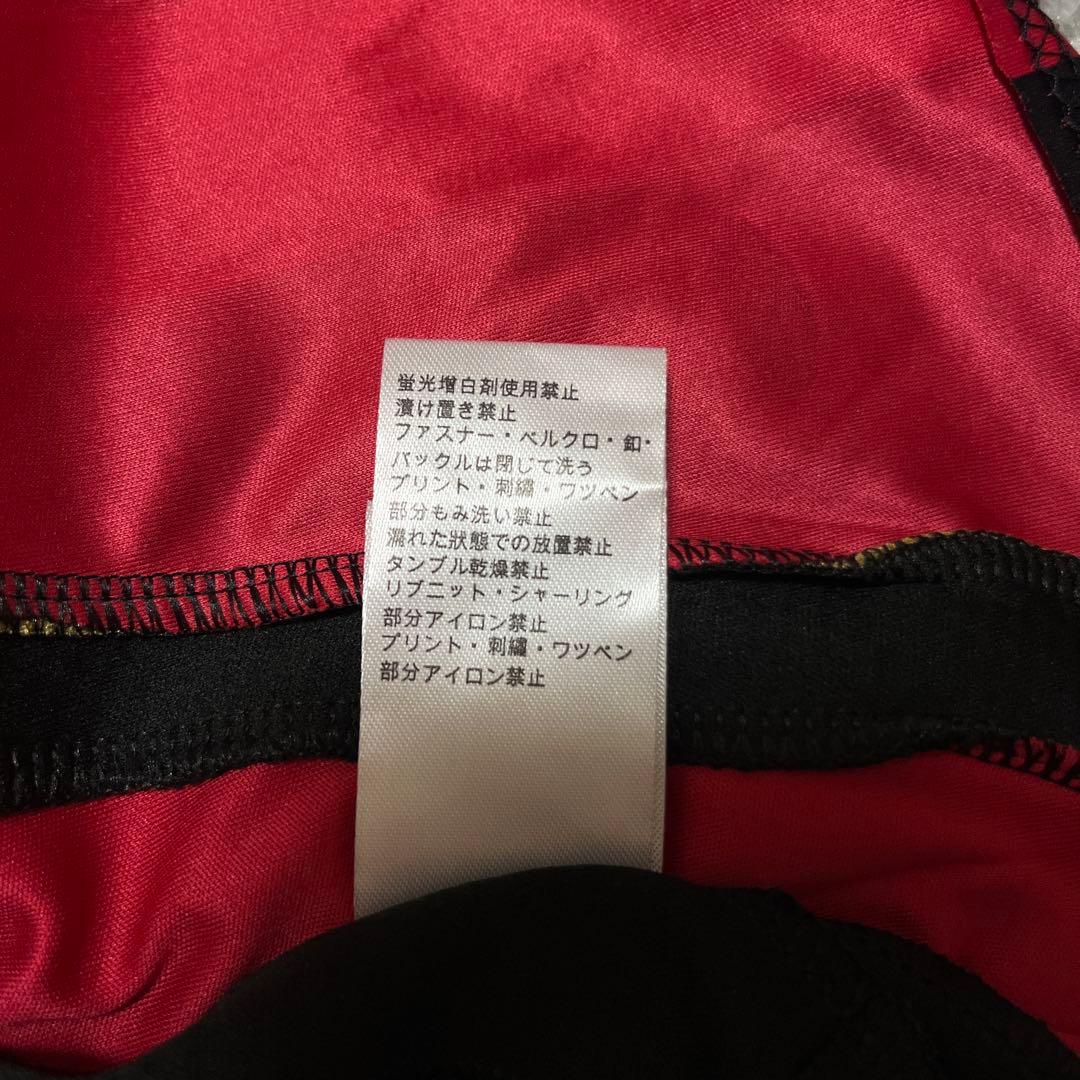 蛍光増白剤使用禁止
漬け置き禁止
ファスナー・ベルクロ・釦・
バックルは閉じて洗う
プリント・刺繡・ワツペン
部分もみ洗い禁止
濡れた狀態での放置禁止
タンブル乾燥禁止
リブニット・シャーリング
部分アイロン禁止
プリント・刺繡・ワツペン
部分アイロン禁止